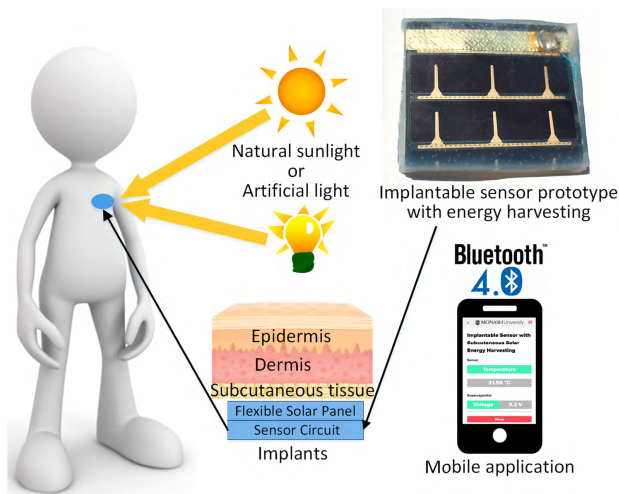 Natural sunlight
or
Artificial light
Implantable sensor prototype
with energy harvesting
Bluetooth™
4.0
Epidermis
Dermis
Subcutaneous tissue
Flexible Solar Panel
Sensor Circuit
Implants
MONASH University
Implantable Sensor with
Subcutaneous Solar
Energy Harvesting
Sensor
Temperature
Supercapacitor
Voltage
Mobile application